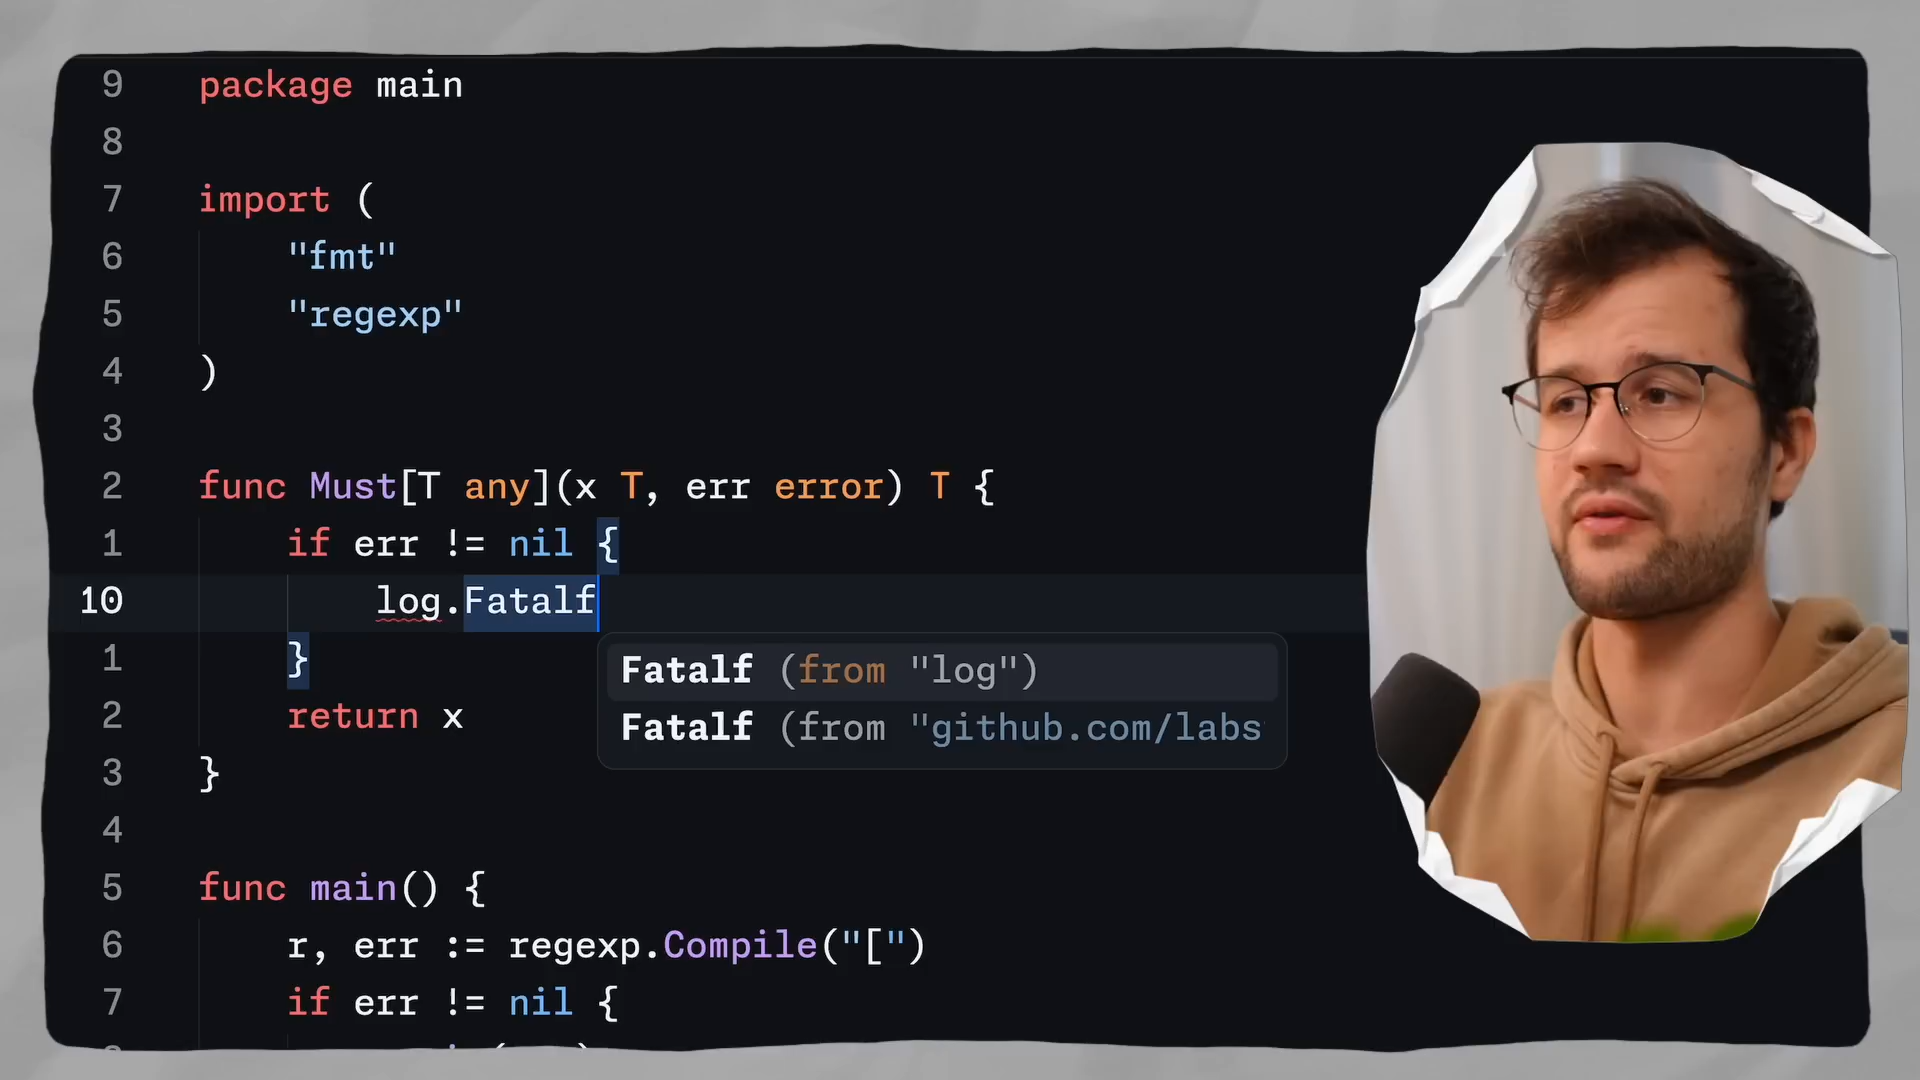 9 package main
8
7 import (
6 "fmt"
5 "regexp"
4 )
3
2 func Must[T any](x T, err error) T {
1 if err != nil {
10 log.Fatalf
Fatalf (from "log")
1 }
2 return x
Fatalf (from "github.com/labs
3 }
4
5 func main() {
6 r, err := regexp.Compile("[")
7 if err != nil {